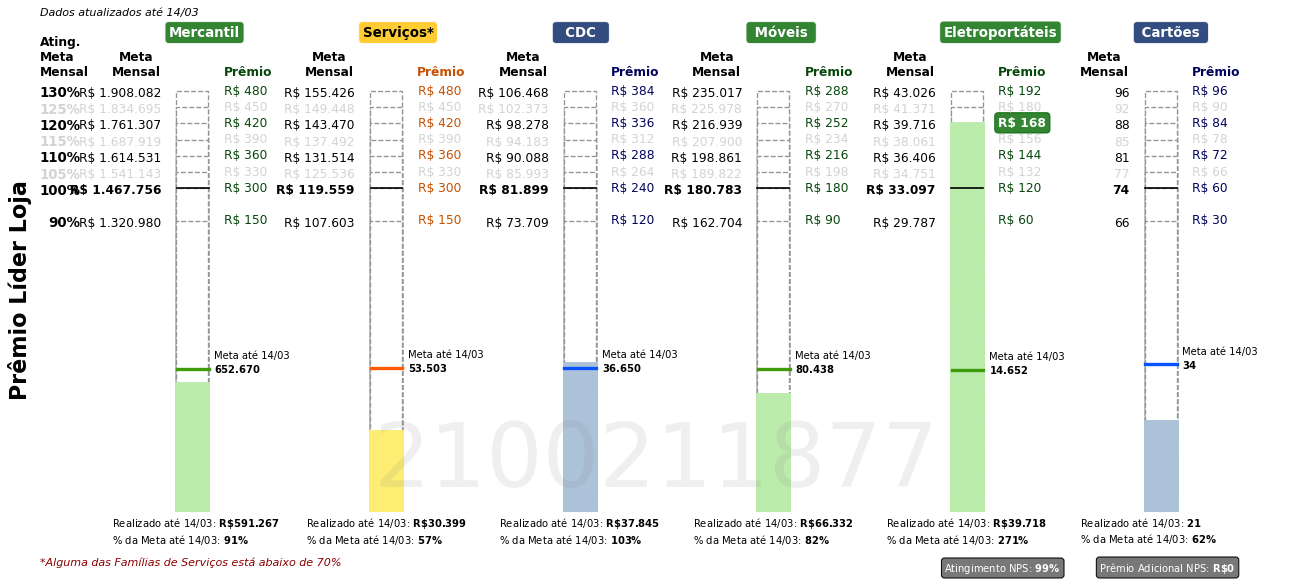 Dados atualizados até 14/03
Mercantil Serviços* CDC Móveis Eletroportáteis Cartões
Ating. Meta Mensal
Meta Mensal Prêmio Meta Mensal Prêmio Meta Mensal Prêmio Meta Mensal Prêmio Meta Mensal Prêmio Meta Mensal Prêmio
130% R$ 1.908.082 R$ 480 R$ 155.426 R$ 480 R$ 106.468 R$ 384 R$ 235.017 R$ 288 R$ 43.026 R$ 192 96 R$ 96
125% R$ 1.834.695 R$ 450 R$ 149.448 R$ 450 R$ 102.373 R$ 360 R$ 225.978 R$ 270 R$ 41.371 R$ 180 92 R$ 90
120% R$ 1.761.307 R$ 420 R$ 143.470 R$ 420 R$ 98.278 R$ 336 R$ 216.939 R$ 252 R$ 39.716 R$ 168 88 R$ 84
115% R$ 1.687.919 R$ 390 R$ 137.492 R$ 390 R$ 94.183 R$ 312 R$ 207.900 R$ 234 R$ 38.061 R$ 156 85 R$ 78
110% R$ 1.614.531 R$ 360 R$ 131.514 R$ 360 R$ 90.088 R$ 288 R$ 198.861 R$ 216 R$ 36.406 R$ 144 81 R$ 72
105% R$ 1.541.143 R$ 330 R$ 125.536 R$ 330 R$ 85.993 R$ 264 R$ 189.822 R$ 198 R$ 34.751 R$ 132 77 R$ 66
100% R$ 1.467.756 R$ 300 R$ 119.559 R$ 300 R$ 81.899 R$ 240 R$ 180.783 R$ 180 R$ 33.097 R$ 120 74 R$ 60
90% R$ 1.320.980 R$ 150 R$ 107.603 R$ 150 R$ 73.709 R$ 120 R$ 162.704 R$ 90 R$ 29.787 R$ 60 66 R$ 30
Prêmio Líder Loja
Meta até 14/03 Meta até 14/03 Meta até 14/03 Meta até 14/03 Meta até 14/03 Meta até 14/03
652.670 53.503 36.650 80.438 14.652 34
2100211877
Realizado até 14/03: R$591.267 Realizado até 14/03: R$30.399 Realizado até 14/03: R$37.845 Realizado até 14/03: R$66.332 Realizado até 14/03: R$39.718 Realizado até 14/03: 21
% da Meta até 14/03: 91% % da Meta até 14/03: 57% % da Meta até 14/03: 103% % da Meta até 14/03: 82% % da Meta até 14/03: 271% % da Meta até 14/03: 62%
*Alguma das Famílias de Serviços está abaixo de 70%
Atingimento NPS: 99% Prêmio Adicional NPS: R$0